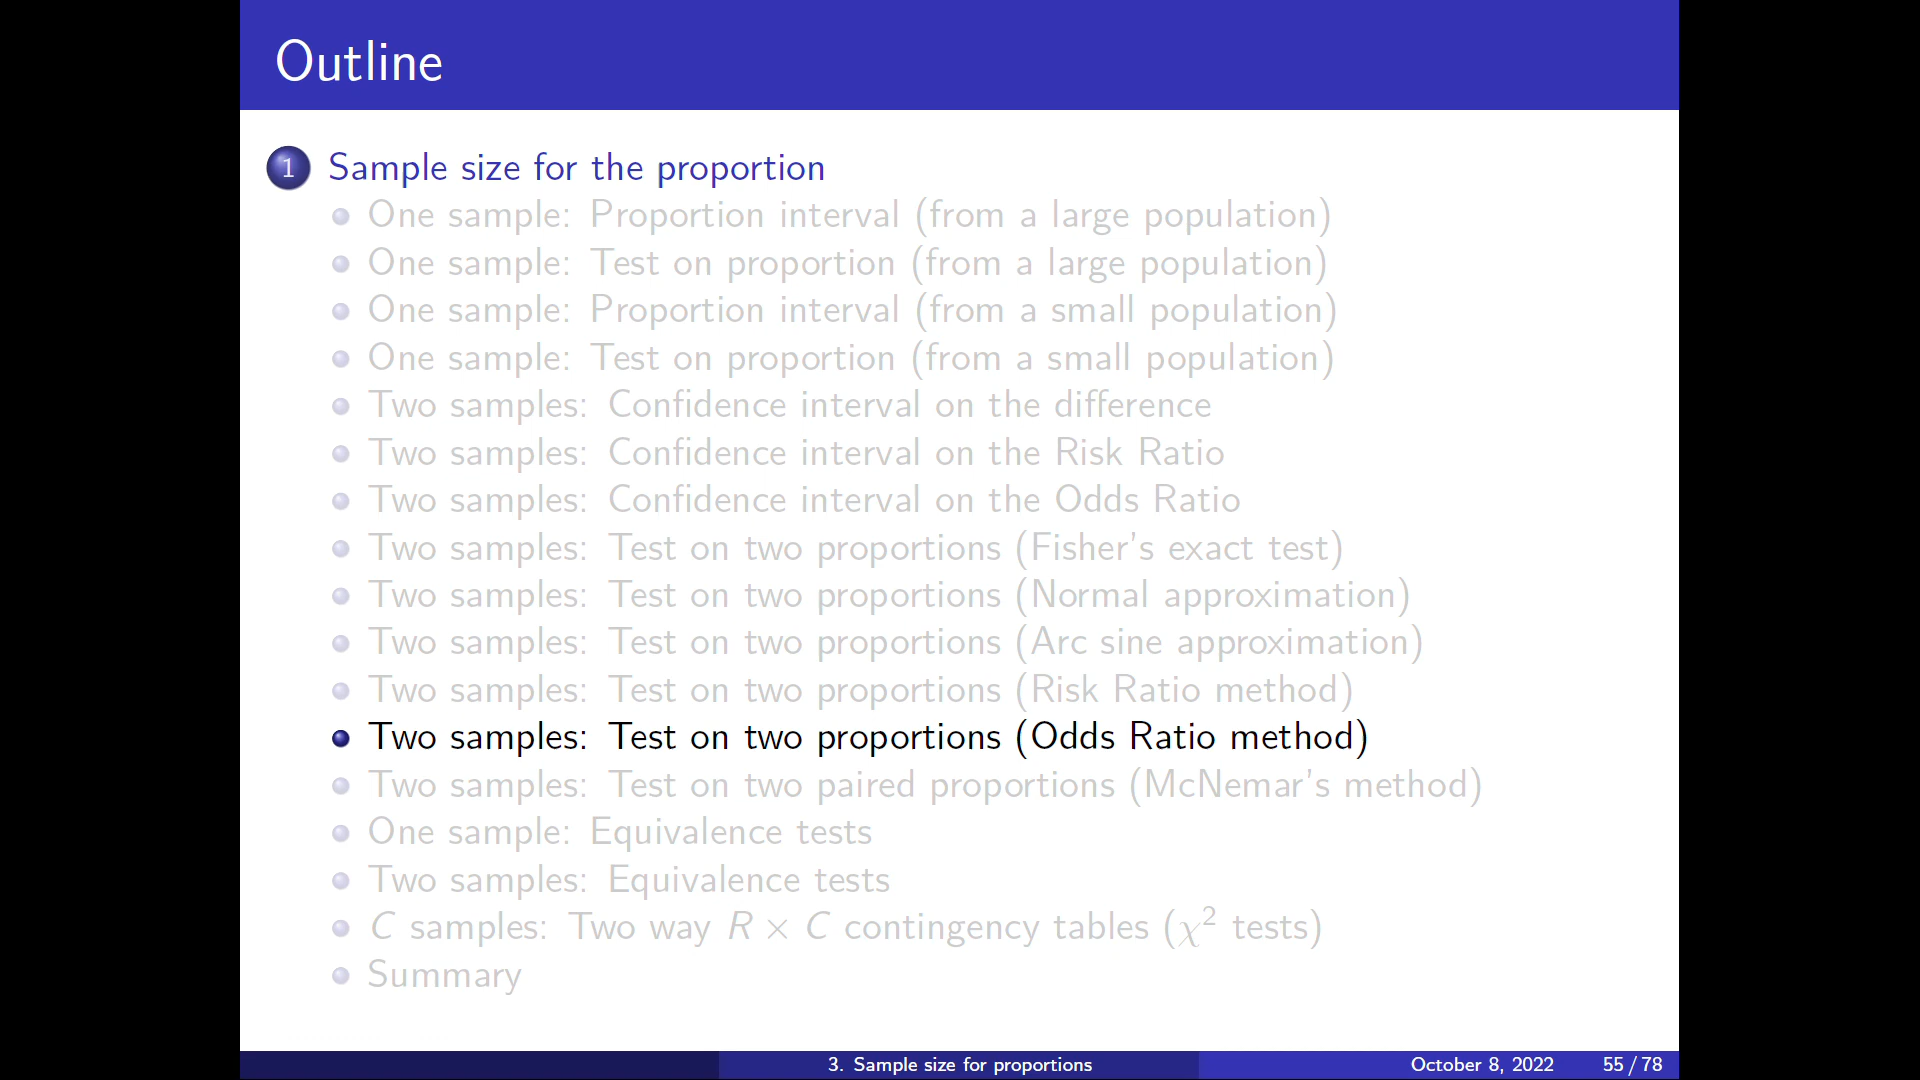 Outline
1 Sample size for the proportion
One sample: Proportion interval (from a large population)
One sample: Test on proportion (from a large population)
One sample: Proportion interval (from a small population)
One sample: Test on proportion (from a small population)
Two samples: Confidence interval on the difference
Two samples: Confidence interval on the Risk Ratio
Two samples: Confidence interval on the Odds Ratio
Two samples: Test on two proportions (Fisher's exact test)
Two samples: Test on two proportions (Normal approximation)
Two samples: Test on two proportions (Arc sine approximation)
Two samples: Test on two proportions (Risk Ratio method)
Two samples: Test on two proportions (Odds Ratio method)
Two samples: Test on two paired proportions (McNemar's method)
One sample: Equivalence tests
Two samples: Equivalence tests
C samples: Two way R × C contingency tables (χ² tests)
Summary
3. Sample size for proportions October 8, 2022 55 / 78